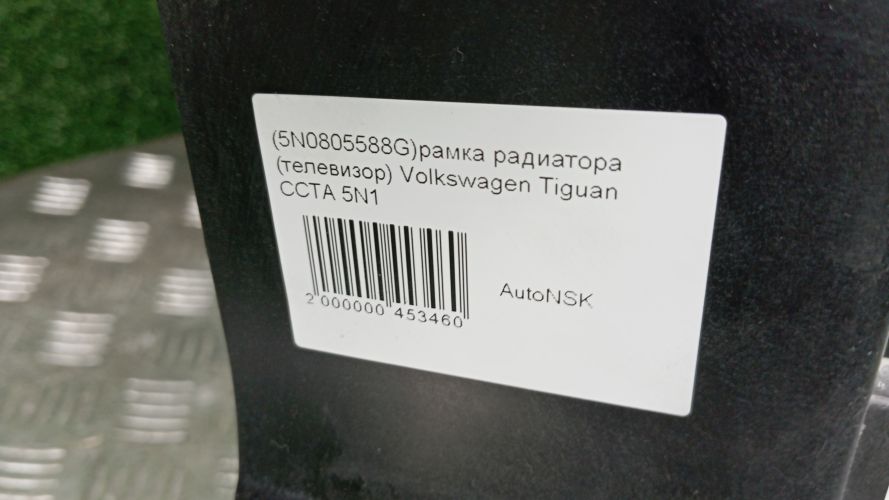 (5N0805588G)рамка радиатора
(телевизор) Volkswagen Tiguan
CCTA 5N1
2 000000 453460
AutoNSK